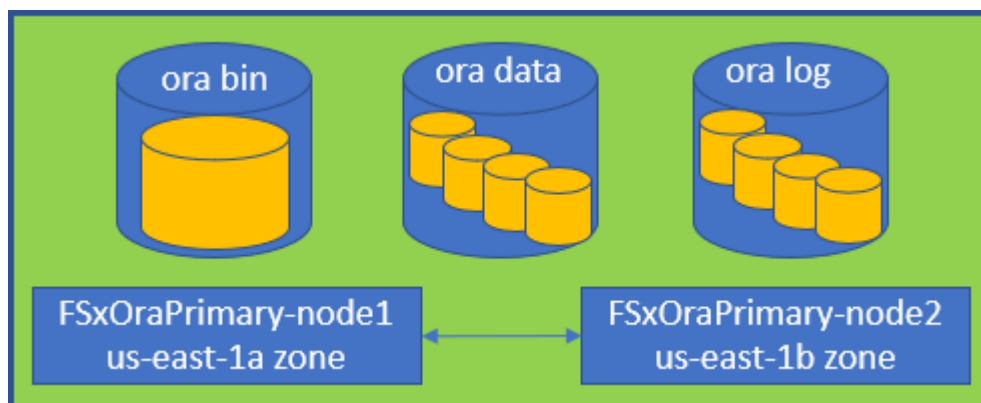 ora bin
ora data
ora log
FSxOraPrimary-node1
us-east-1a zone
FSxOraPrimary-node2
us-east-1b zone